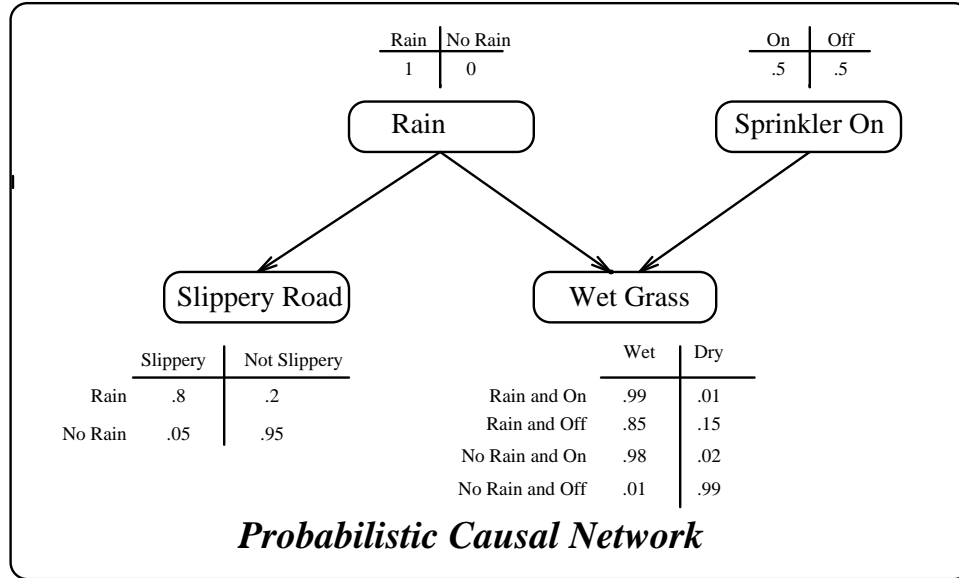 Rain No Rain On Off
1 0 .5 .5
Rain Sprinkler On
Slippery Road Wet Grass
Wet Dry
Slippery Not Slippery
Rain .8 .2 Rain and On .99 .01
Rain and Off .85 .15
No Rain .05 .95
No Rain and On .98 .02
No Rain and Off .01 .99
Probabilistic Causal Network